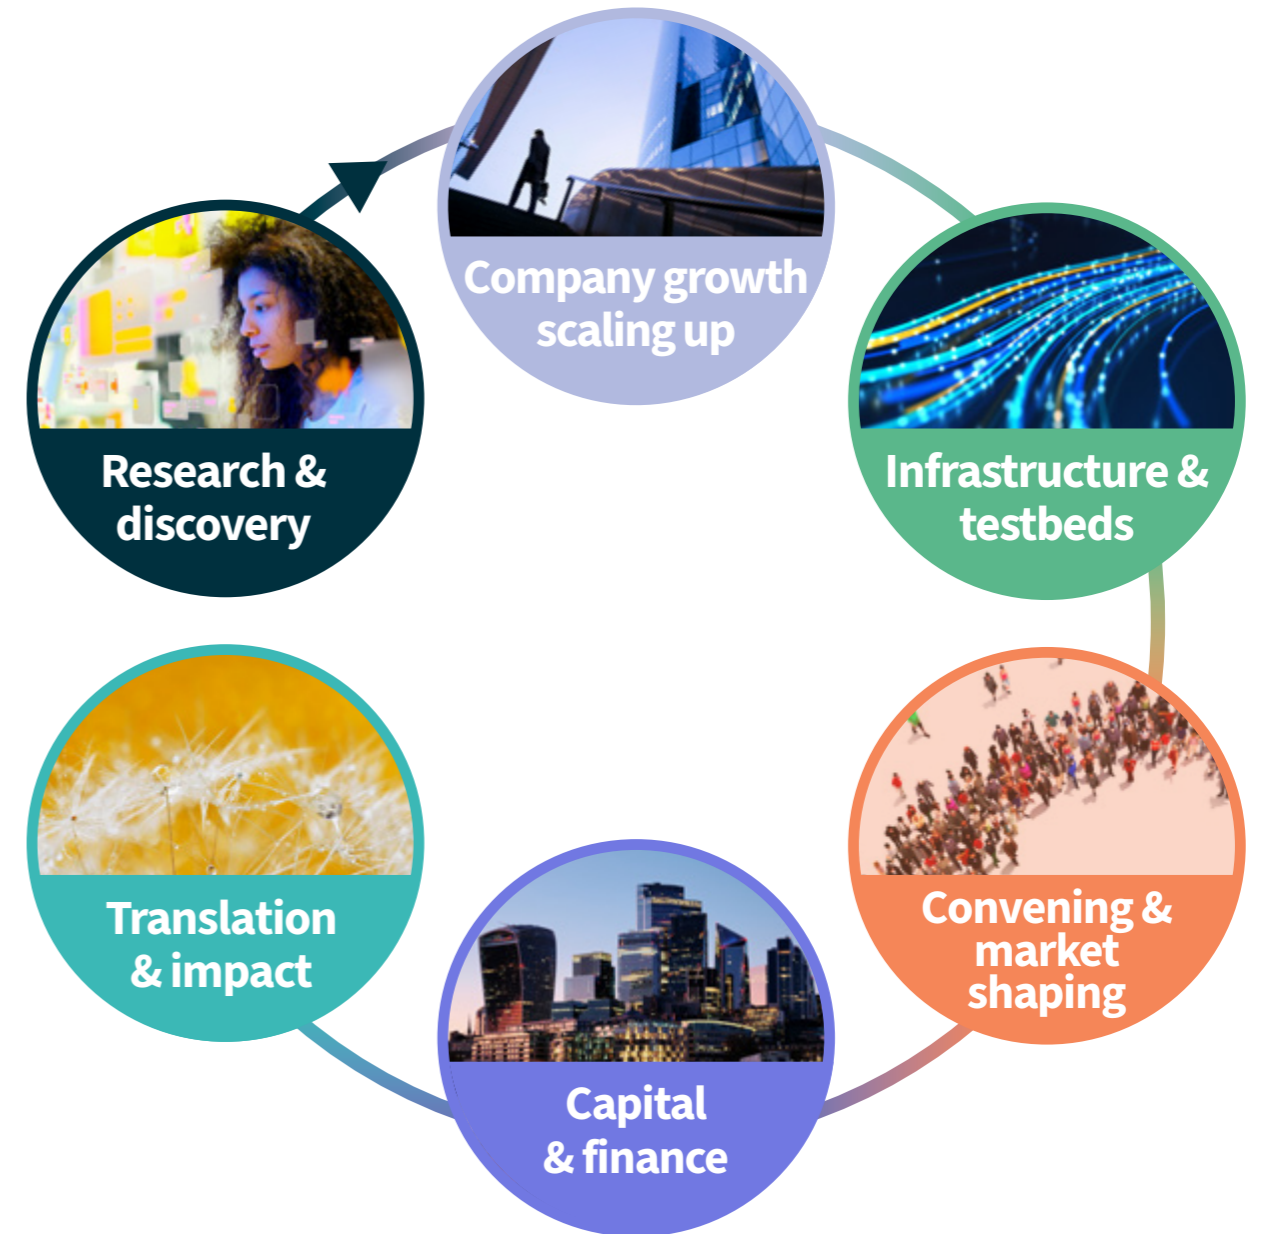 Company growth
scaling up
Research &
discovery
Infrastructure &
testbeds
Translation
& impact
Convening &
market
shaping
Capital
& finance